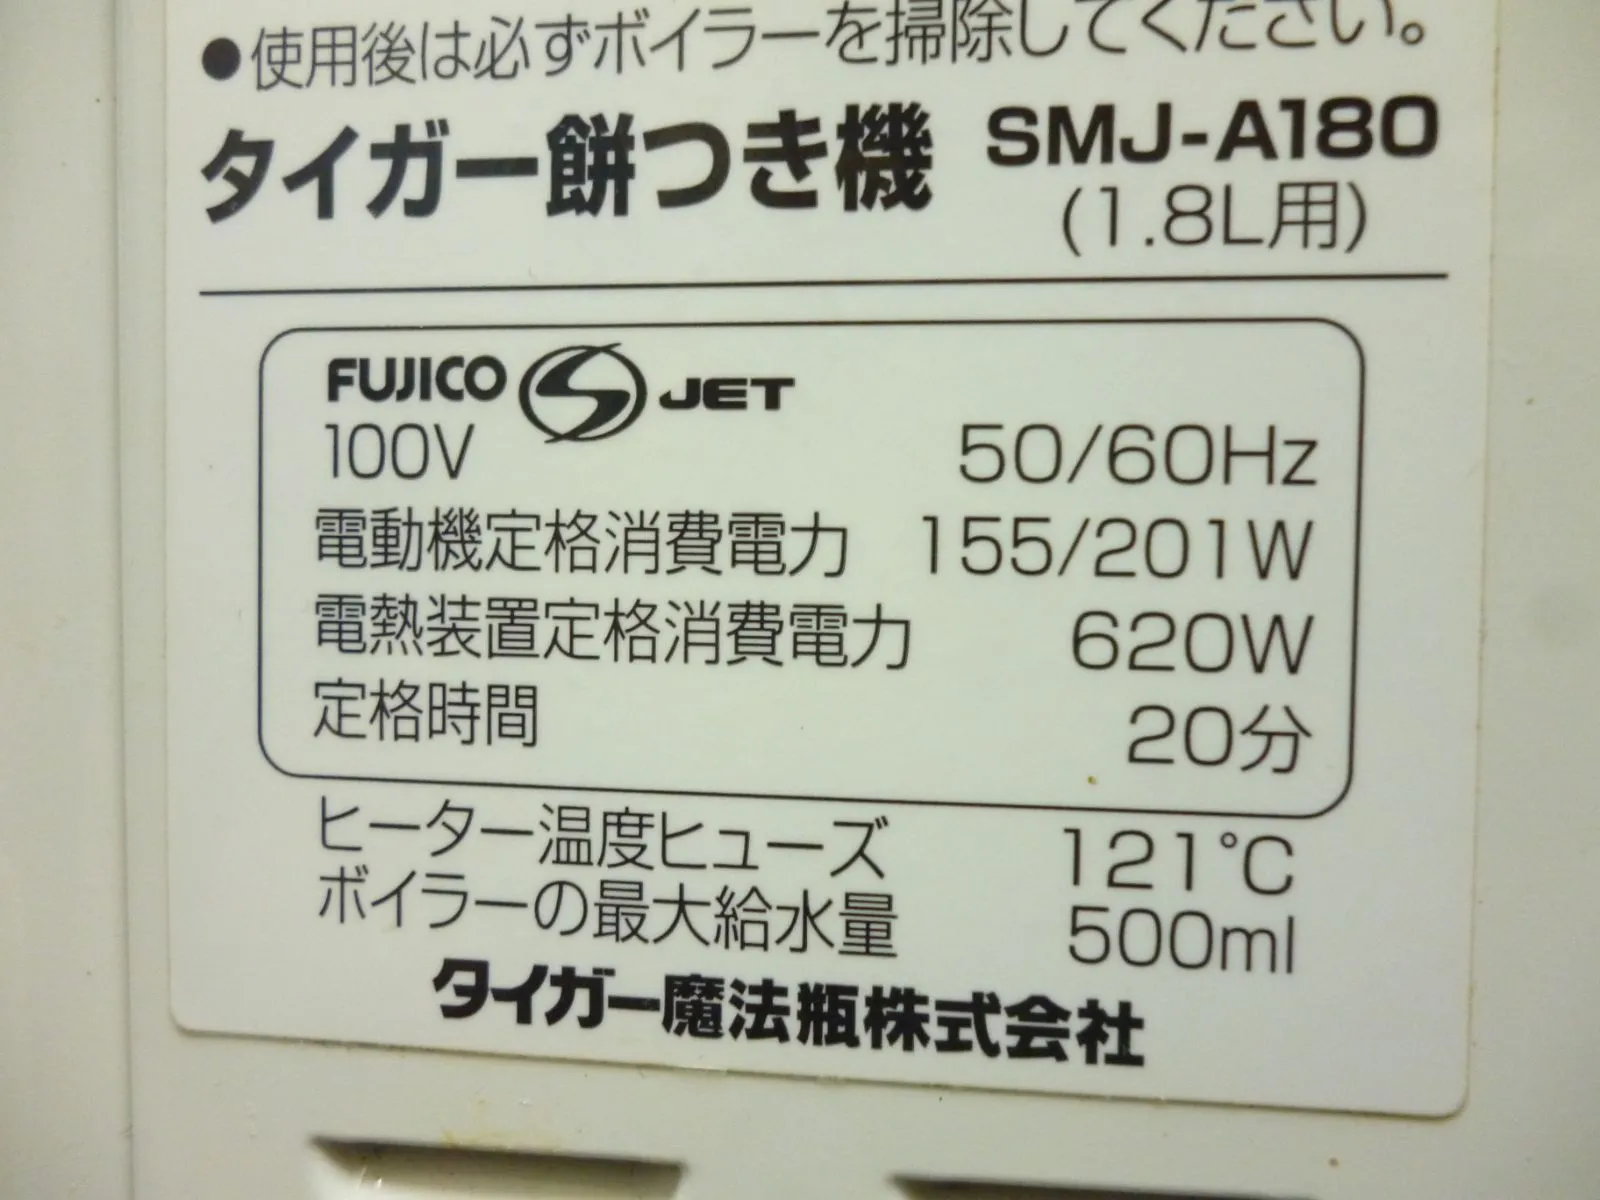 ●使用後は必ずボイラーを掃除してください。
タイガー餅つき機 SMJ-A180
(1.8L用)
FUJICO S JET
100V 50/60Hz
電動機定格消費電力 155/201W
電熱装置定格消費電力 620W
定格時間 20分
ヒーター温度ヒューズ 121℃
ボイラーの最大給水量 500ml
タイガー魔法瓶株式会社